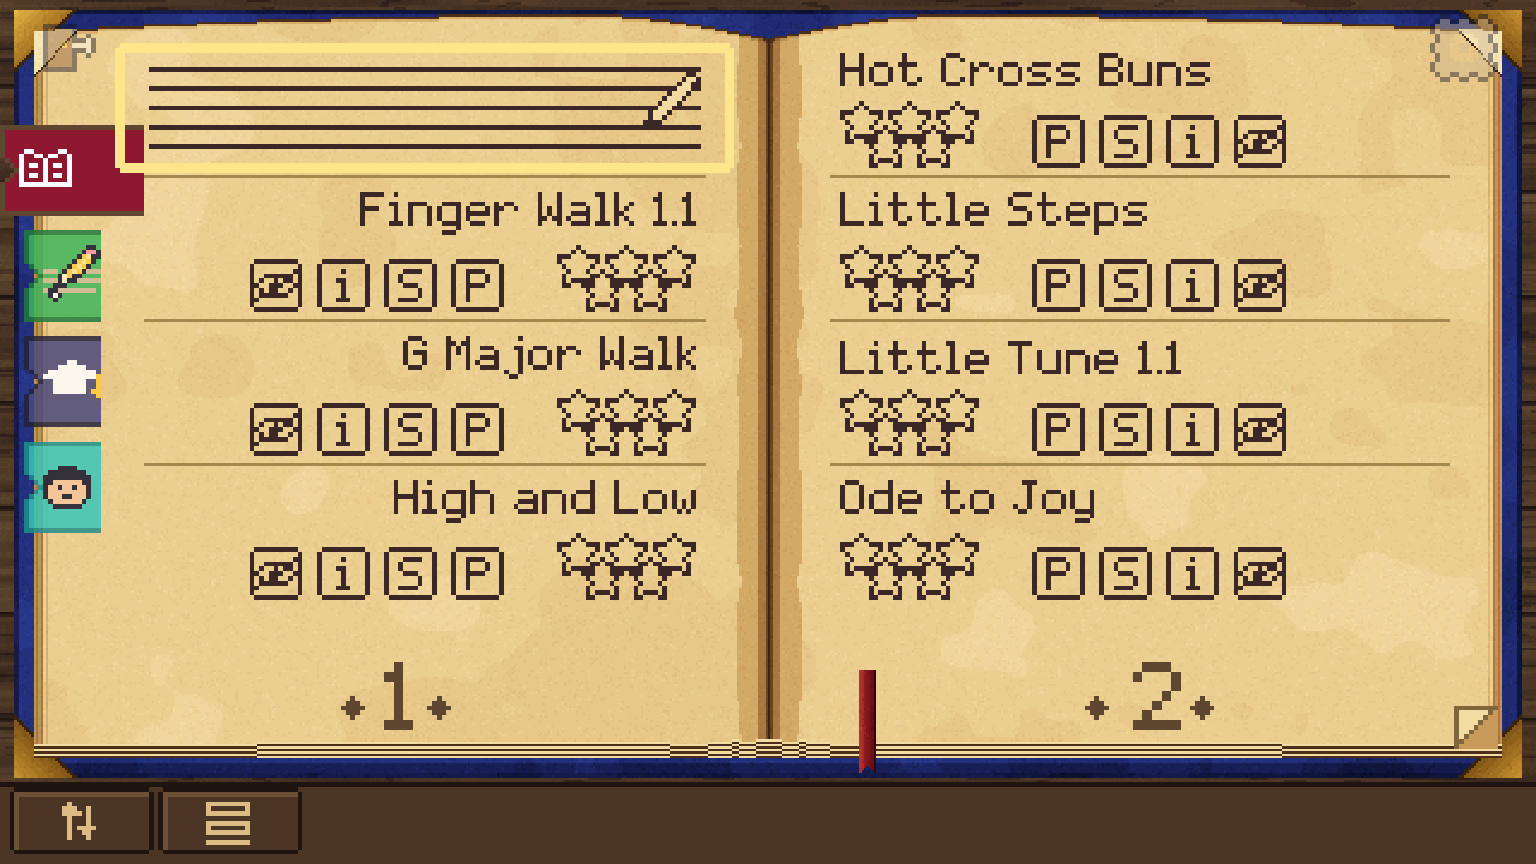 Finger Walk 1.1
i S P
G Major Walk
i S P
High and Low
i S P
1
Hot Cross Buns
P S i
Little Steps
P S i
Little Tune 1.1
P S i
Ode to Joy
P S i
2